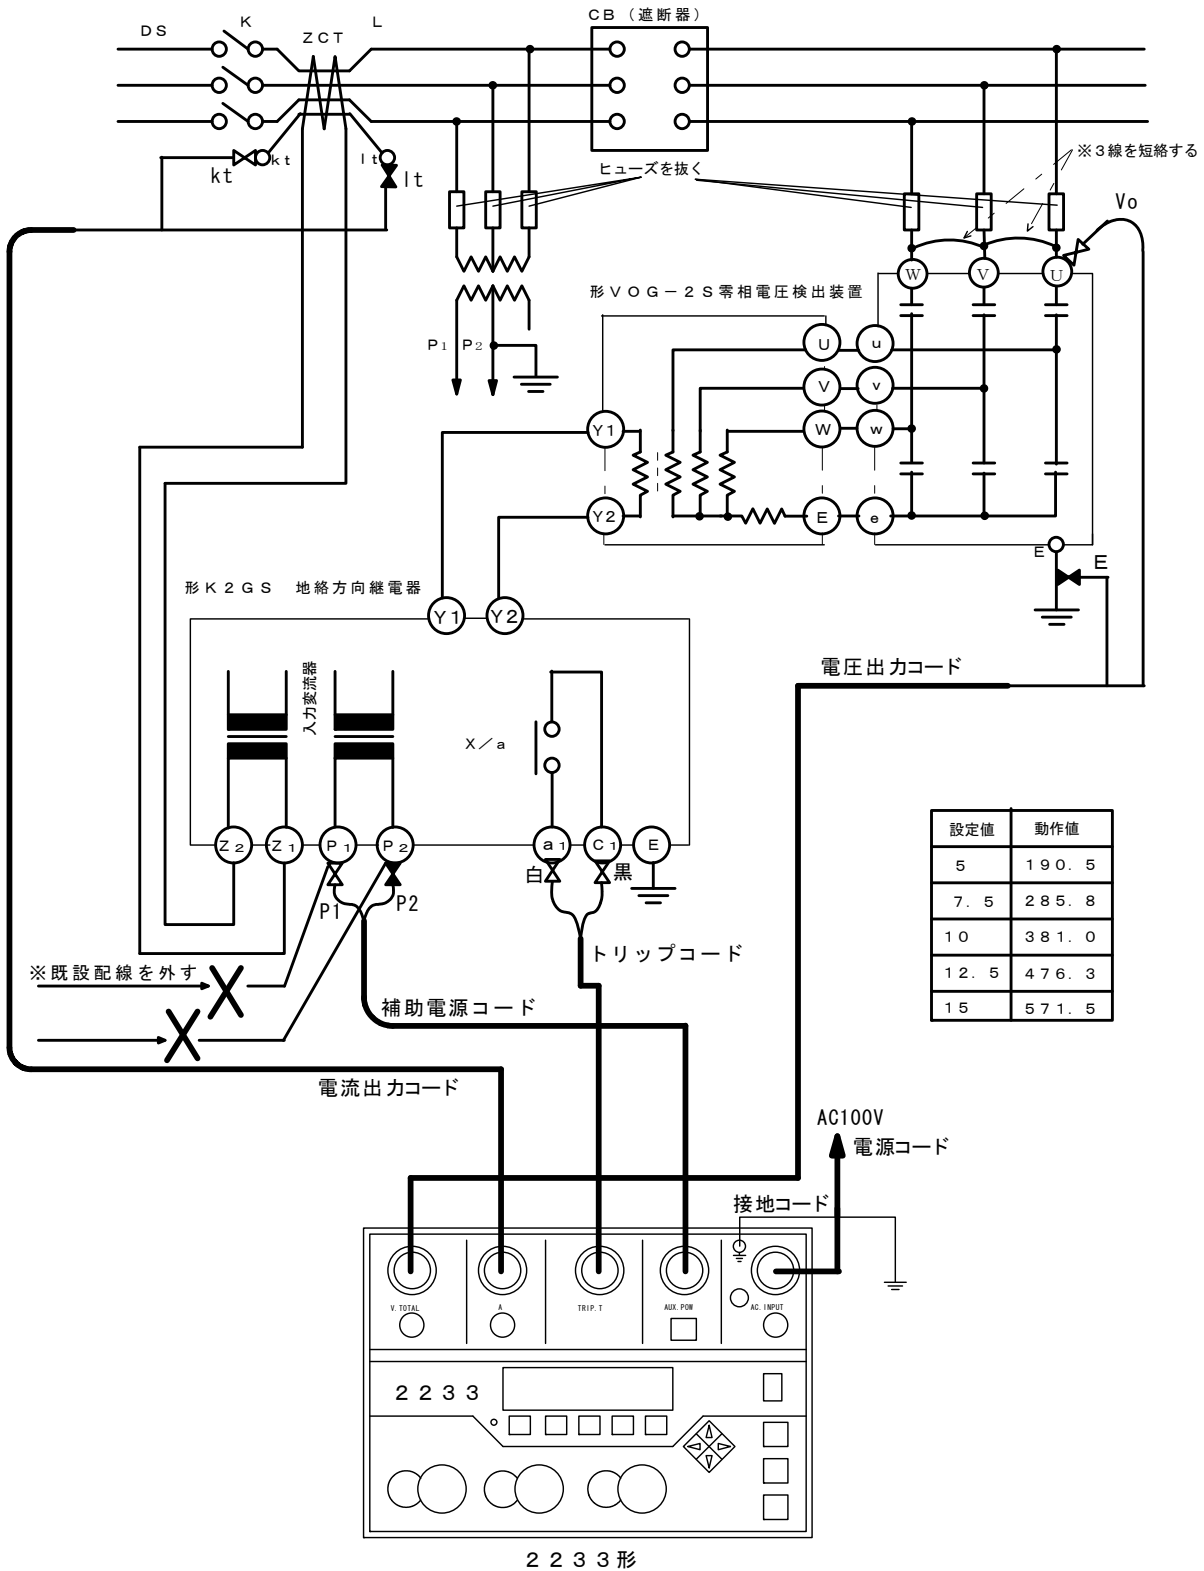 DS
K
ZCT
L
CB（遮断器）
kt
lt
kt
lt
ヒューズを抜く
※3線を短絡する
Vo
W
V
U
形VOG－2S零相電圧検出装置
P1
P2
U
u
V
v
W
w
Y1
Y2
E
e
E
E
形K2GS 地絡方向継電器
Y1
Y2
入力変流器
X／a
電圧出力コード
Z2
Z1
P1
P2
a1
C1
E
白
黒
P1
P2
トリップコード
※既設配線を外す
補助電源コード
電流出力コード
設定値 動作値
5 190.5
7.5 285.8
10 381.0
12.5 476.3
15 571.5
AC100V
電源コード
接地コード
V.TOTAL
A
TRIP.T
AUX.POW
AC.INPUT
2233
2233形